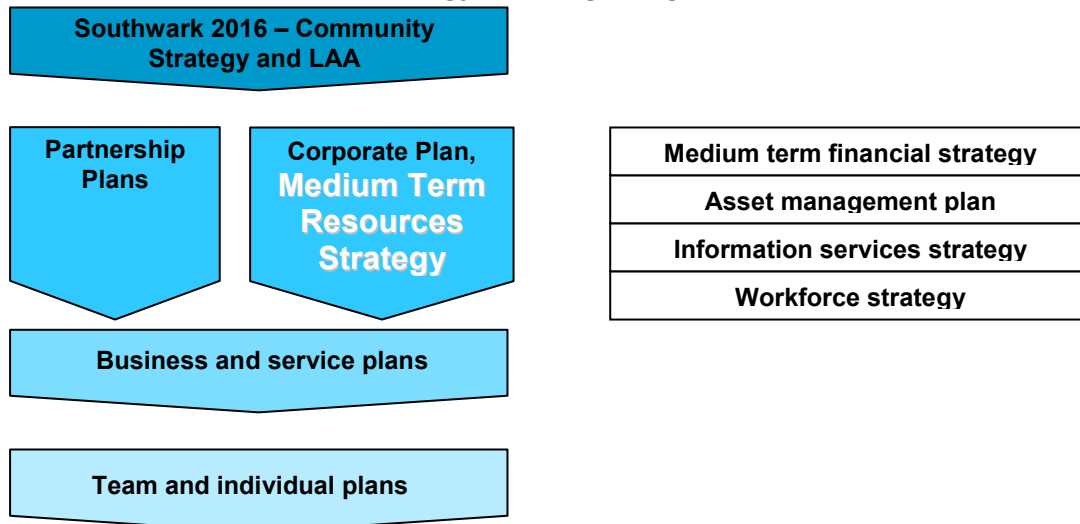 Southwark 2016 – Community
Strategy and LAA
Partnership
Plans
Corporate Plan,
Medium Term
Resources
Strategy
Medium term financial strategy
Asset management plan
Information services strategy
Workforce strategy
Business and service plans
Team and individual plans